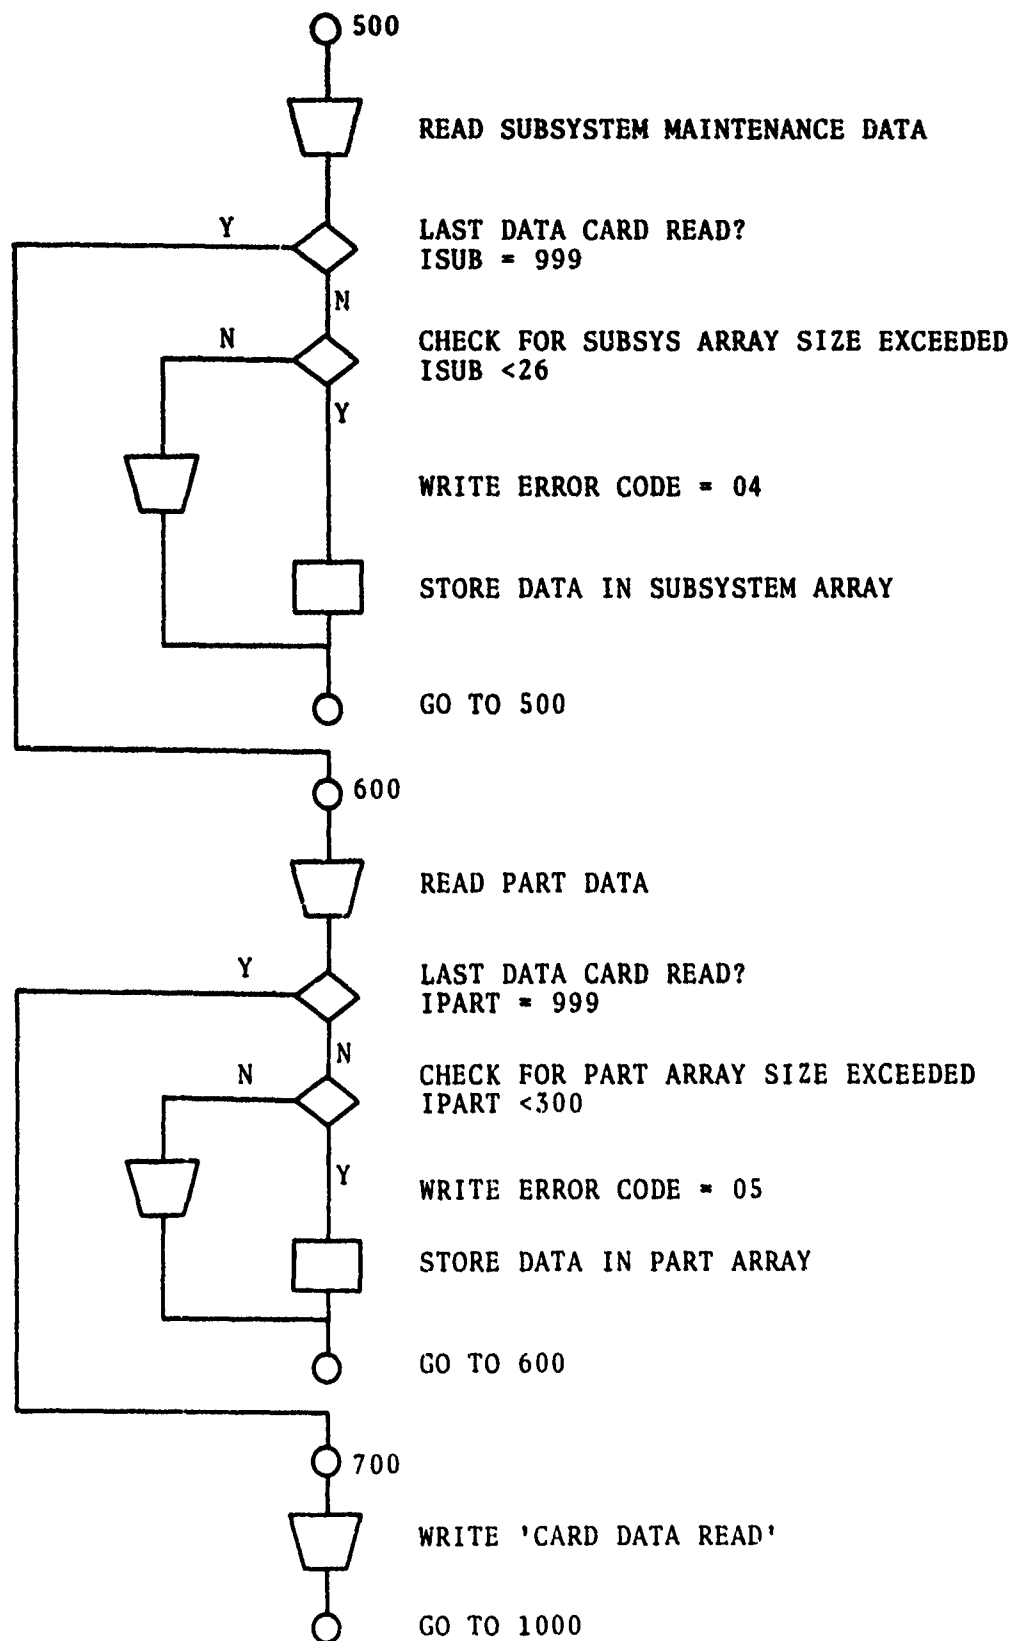 500
READ SUBSYSTEM MAINTENANCE DATA
Y
LAST DATA CARD READ?
ISUB = 999
N
N
CHECK FOR SUBSYS ARRAY SIZE EXCEEDED
ISUB <26
Y
WRITE ERROR CODE = 04
STORE DATA IN SUBSYSTEM ARRAY
GO TO 500
600
READ PART DATA
Y
LAST DATA CARD READ?
IPART = 999
N
N
CHECK FOR PART ARRAY SIZE EXCEEDED
IPART <300
Y
WRITE ERROR CODE = 05
STORE DATA IN PART ARRAY
GO TO 600
700
WRITE 'CARD DATA READ'
GO TO 1000